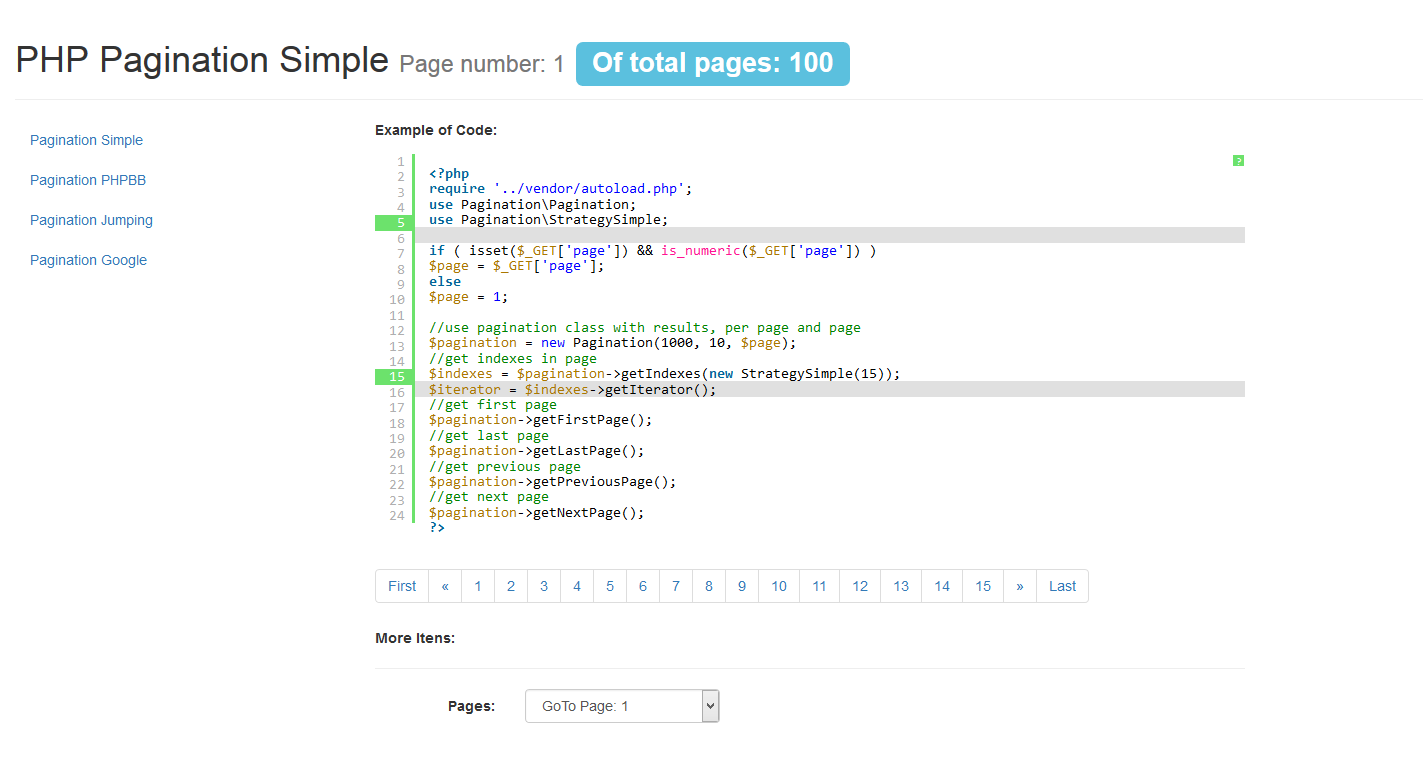 PHP Pagination Simple Page number: 1 Of total pages: 100
Pagination Simple
Pagination PHPBB
Pagination Jumping
Pagination Google
Example of Code:
?
1
2 <?php
3 require '../vendor/autoload.php';
4 use Pagination\Pagination;
5 use Pagination\StrategySimple;
6
7 if ( isset($_GET['page']) && is_numeric($_GET['page']) )
8 $page = $_GET['page'];
9 else
10 $page = 1;
11
12 //use pagination class with results, per page and page
13 $pagination = new Pagination(1000, 10, $page);
14 //get indexes in page
15 $indexes = $pagination->getIndexes(new StrategySimple(15));
16 $iterator = $indexes->getIterator();
17 //get first page
18 $pagination->getFirstPage();
19 //get last page
20 $pagination->getLastPage();
21 //get previous page
22 $pagination->getPreviousPage();
23 //get next page
24 $pagination->getNextPage();
?>
First « 1 2 3 4 5 6 7 8 9 10 11 12 13 14 15 » Last
More Itens:
Pages: GoTo Page: 1